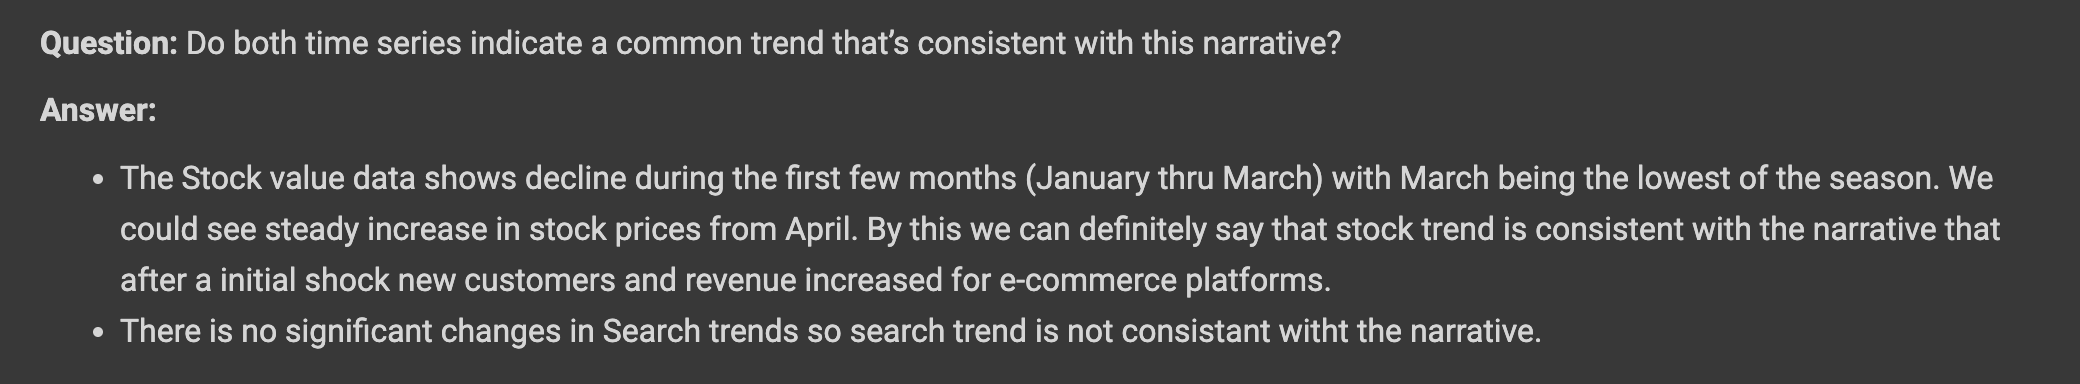 Question: Do both time series indicate a common trend that’s consistent with this narrative?
Answer:
• The Stock value data shows decline during the first few months (January thru March) with March being the lowest of the season. We
could see steady increase in stock prices from April. By this we can definitely say that stock trend is consistent with the narrative that
after a initial shock new customers and revenue increased for e-commerce platforms.
• There is no significant changes in Search trends so search trend is not consistant witht the narrative.